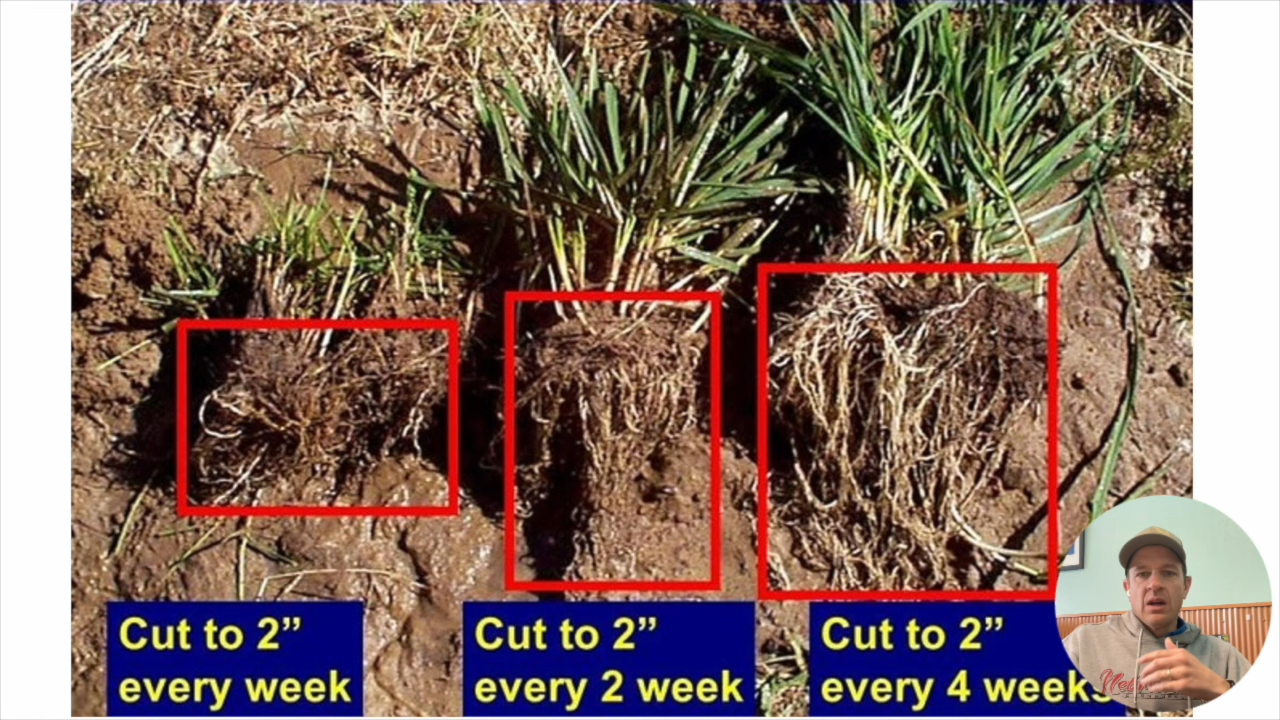 Cut to 2”
every week
Cut to 2”
every 2 week
Cut to 2”
every 4 weeks